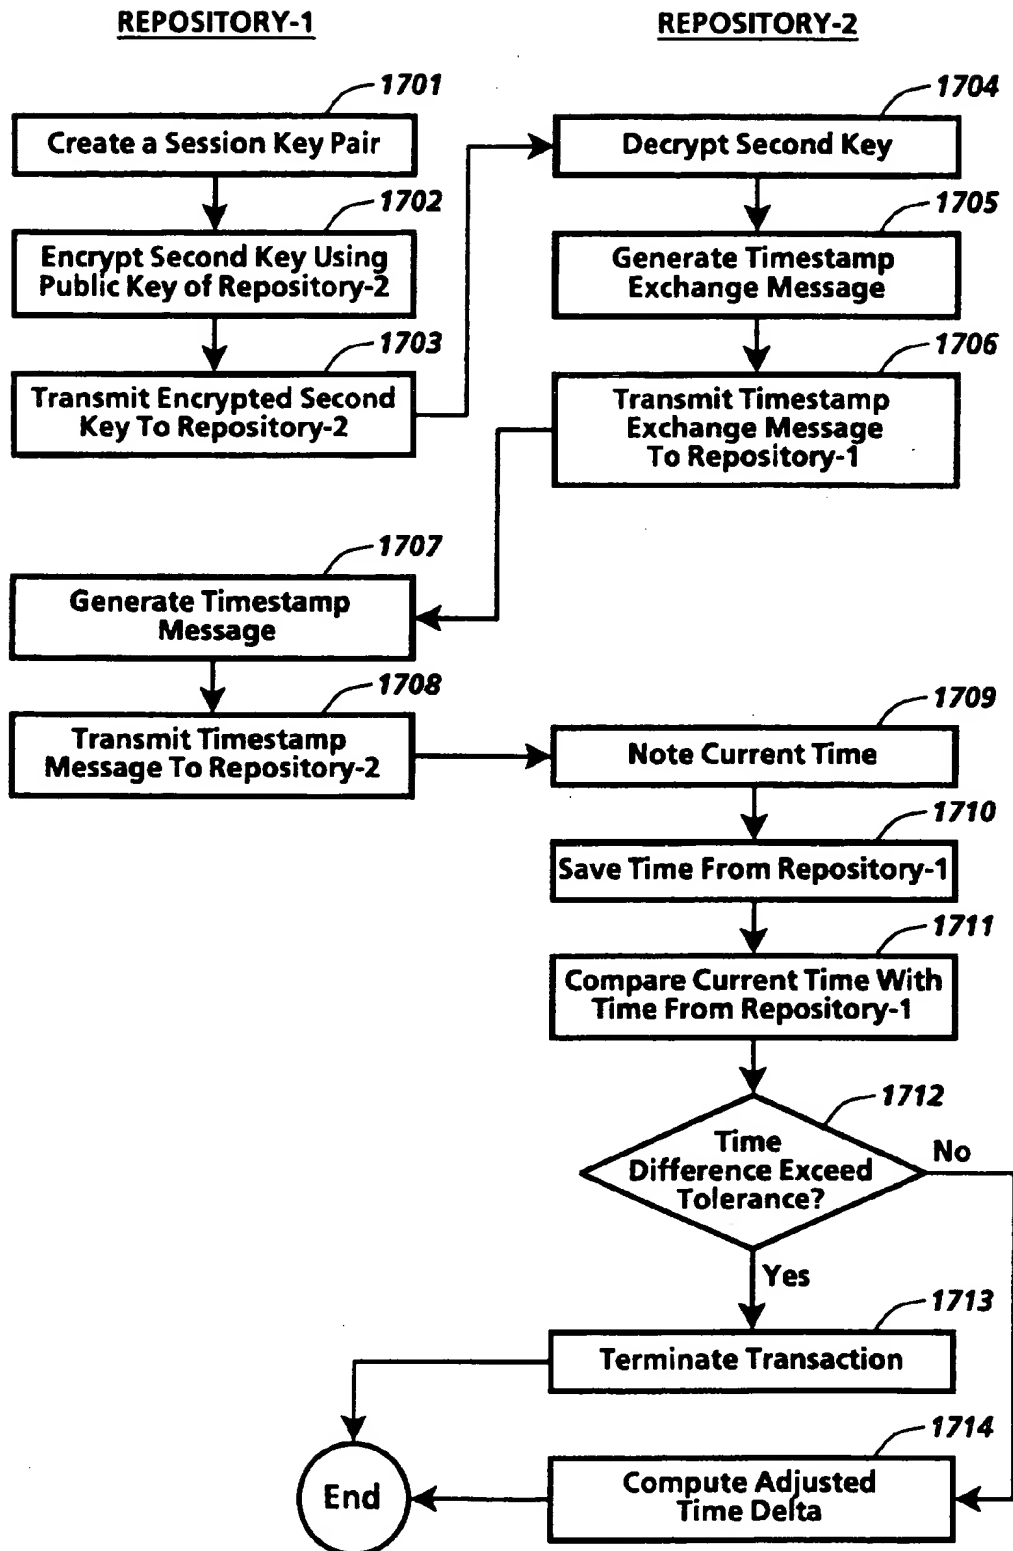 REPOSITORY-1
REPOSITORY-2
1701
Create a Session Key Pair
1702
Encrypt Second Key Using
Public Key of Repository-2
1703
Transmit Encrypted Second
Key To Repository-2
1704
Decrypt Second Key
1705
Generate Timestamp
Exchange Message
1706
Transmit Timestamp
Exchange Message
To Repository-1
1707
Generate Timestamp
Message
1708
Transmit Timestamp
Message To Repository-2
1709
Note Current Time
1710
Save Time From Repository-1
1711
Compare Current Time With
Time From Repository-1
1712
Time
Difference Exceed
Tolerance?
No
Yes
1713
Terminate Transaction
1714
Compute Adjusted
Time Delta
End